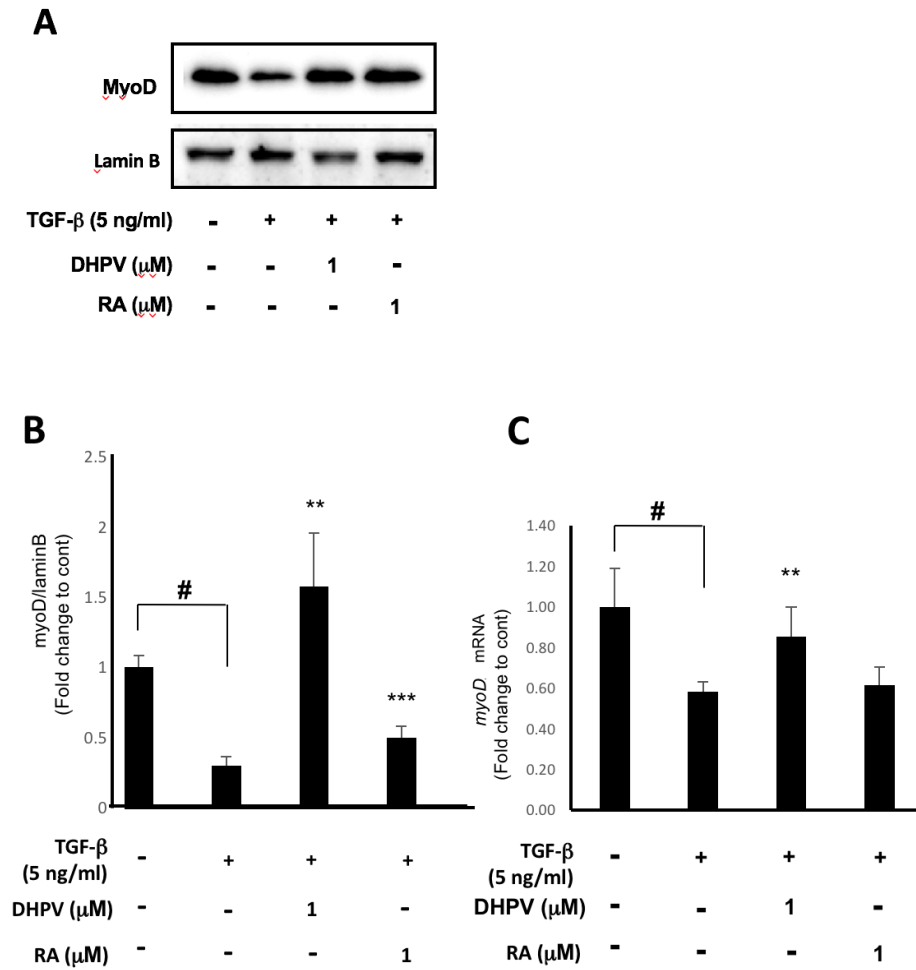 A
MyoD
Lamin B
TGF-β (5 ng/ml) - + + +
DHPV (μM) - - 1 -
RA (μM) - - - 1
B
2.5
2
1.5
1
0.5
0
myoD/laminB
(Fold change to cont)
#
**
***
TGF-β
(5 ng/ml) - + + +
DHPV (μM) - - 1 -
RA (μM) - - - 1
C
1.40
1.20
1.00
0.80
0.60
0.40
0.20
0.00
myoD mRNA
(Fold change to cont)
#
**
TGF-β
(5 ng/ml) - + + +
DHPV (μM) - - 1 -
RA (μM) - - - 1